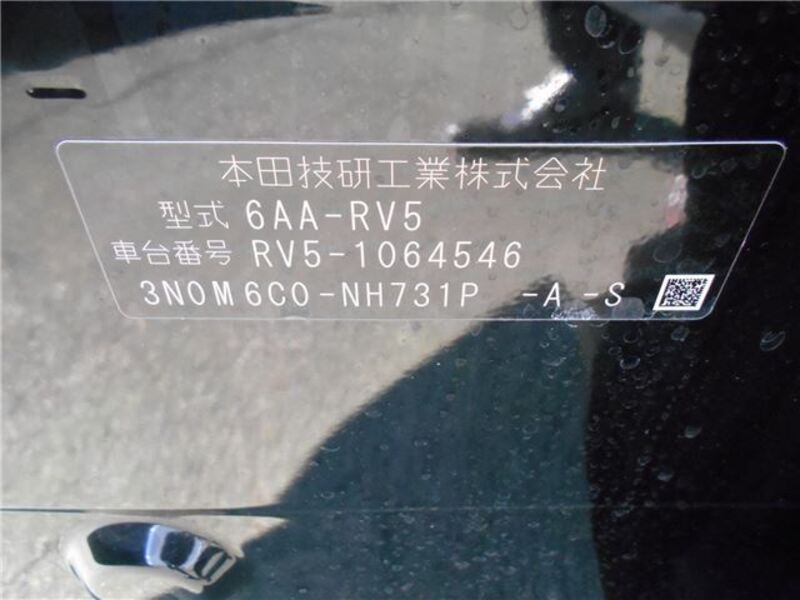 本田技研工業株式会社
型式 6AA-RV5
車台番号 RV5-1064546
3N0M6C0-NH731P -A -S